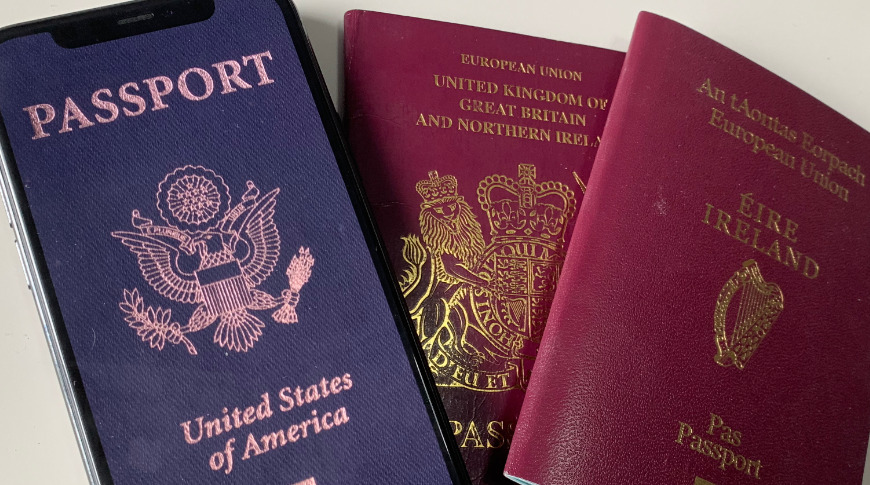 PASSPORT
United States
of America
EUROPEAN UNION
UNITED KINGDOM OF
GREAT BRITAIN
AND NORTHERN IRELA
PASS
An tAontas Eorpach
European Union
ÉIRE
IRELAND
Pas
Passport